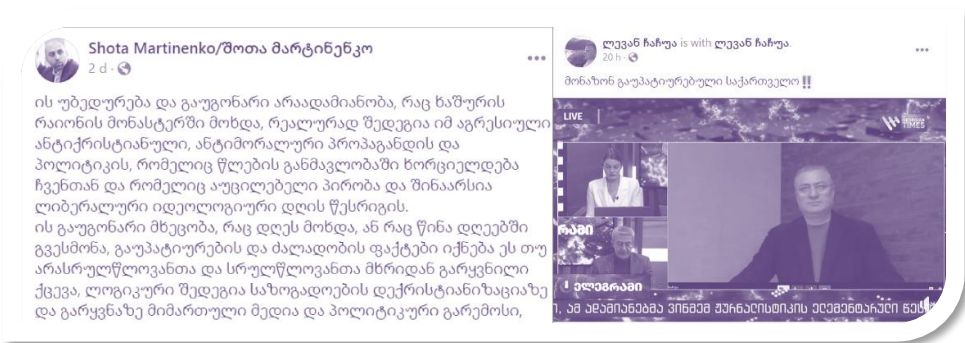 Shota Martinenko/შოთა მარტინენკო
2 d
ის უბედურება და გაუგონარი არაადამიანობა, რაც ხაშურის
რაიონის მონასტერში მოხდა, რეალურად შედეგია იმ აგრესიული
ანტიქრისტიანული, ანტიმორალური პროპაგანდის და
პოლიტიკის, რომელიც წლების განმავლობაში ხორციელდება
ჩვენთან და რომელიც აუცილებელი პირობა და შინაარსია
ლიბერალური იდეოლოგიური დღის წესრიგის.
ის გაუგონარი მხეცობა, რაც დღეს მოხდა, ან რაც წინა დღეებში
გვესმონა, გაუპატიურების და ძალადობის ფაქტები იქნება ეს თუ
არასრულწლოვანთა და სრულწლოვანთა მხრიდან გარყვნილი
ქცევა, ლოგიკური შედეგია საზოგადოების დექრისტიანიზაციაზე
და გარყვნაზე მიმართული მედია და პოლიტიკური გარემოსი,
ლევან ჩაჩუა is with ლევან ჩაჩუა.
20 h
მონაზონ გაუპატიურებული საქართველო ‼
LIVE
TIMES
რამი
ელეგრამი
ი, ამ ადამიანებმა ვინმემ ჟურნალისტიკის ელემენტარული